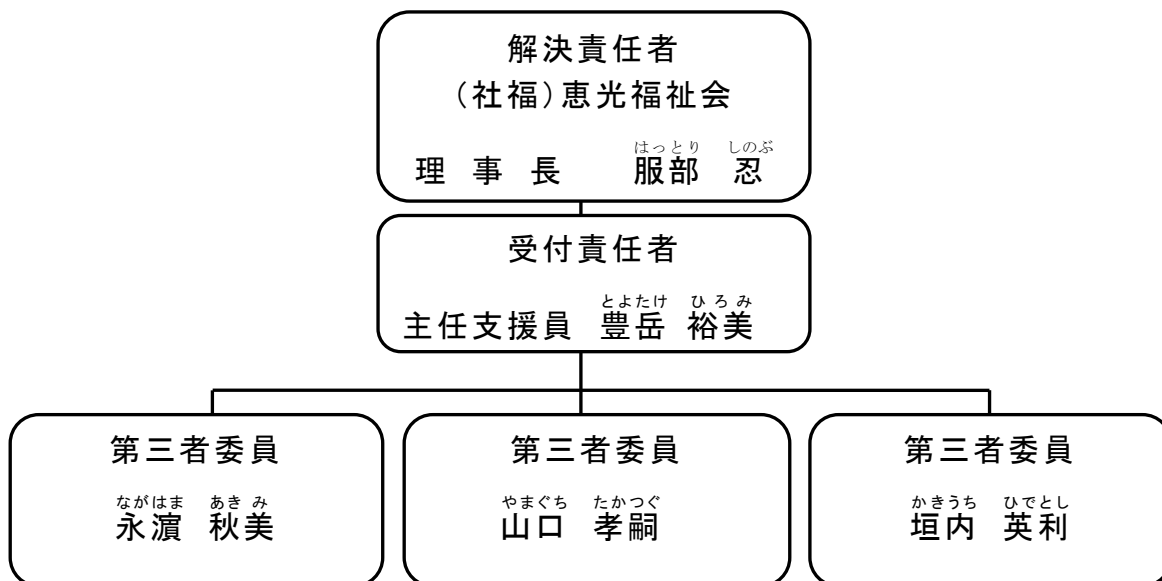 解決責任者
（社福）恵光福祉会
はっとり しのぶ
理事長 服部 忍
受付責任者
とよたけ ひろみ
主任支援員 豊岳 裕美
第三者委員
ながはま あきみ
永濵 秋美
第三者委員
やまぐち たかつぐ
山口 孝嗣
第三者委員
かきうち ひでとし
垣内 英利